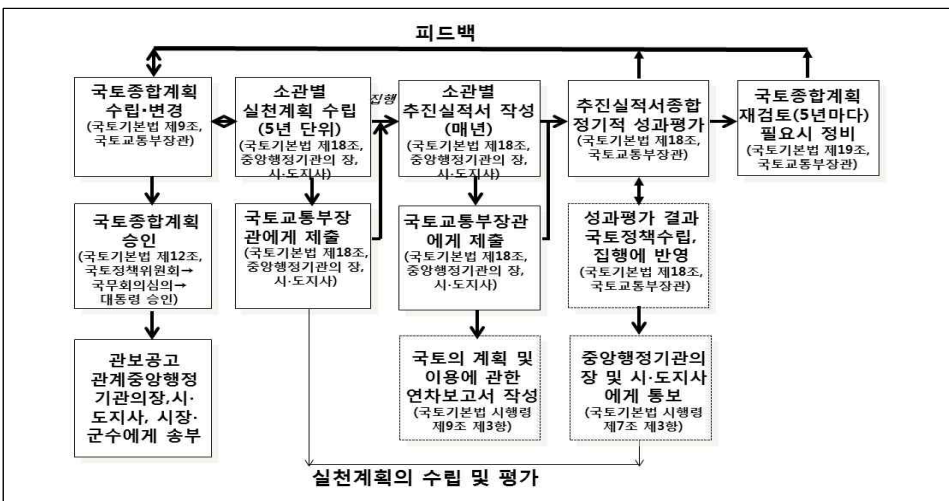 피드백
국토종합계획
수립·변경
(국토기본법 제9조,
국토교통부장관)
소관별
실천계획 수립
(5년 단위)
(국토기본법 제18조,
중앙행정기관의 장,
시·도지사)
집행
소관별
추진실적서 작성
(매년)
(국토기본법 제18조,
중앙행정기관의 장,
시·도지사)
추진실적서종합
정기적 성과평가
(국토기본법 제18조,
국토교통부장관)
국토종합계획
재검토(5년마다)
필요시 정비
(국토기본법 제19조,
국토교통부장관)
국토종합계획
승인
(국토기본법 제12조,
국토정책위원회→
국무회의심의→
대통령 승인)
국토교통부장
관에게 제출
(국토기본법 제18조,
중앙행정기관의 장,
시·도지사)
국토교통부장관
에게 제출
(국토기본법 제18조,
중앙행정기관의 장,
시·도지사)
성과평가 결과
국토정책수립,
집행에 반영
(국토기본법 제18조,
국토교통부장관)
관보공고
관계중앙행정
기관의장,시·
도지사, 시장·
군수에게 송부
국토의 계획 및
이용에 관한
연차보고서 작성
(국토기본법 시행령
제9조 제3항)
중앙행정기관의
장 및 시·도지사
에게 통보
(국토기본법 시행령
제7조 제3항)
실천계획의 수립 및 평가